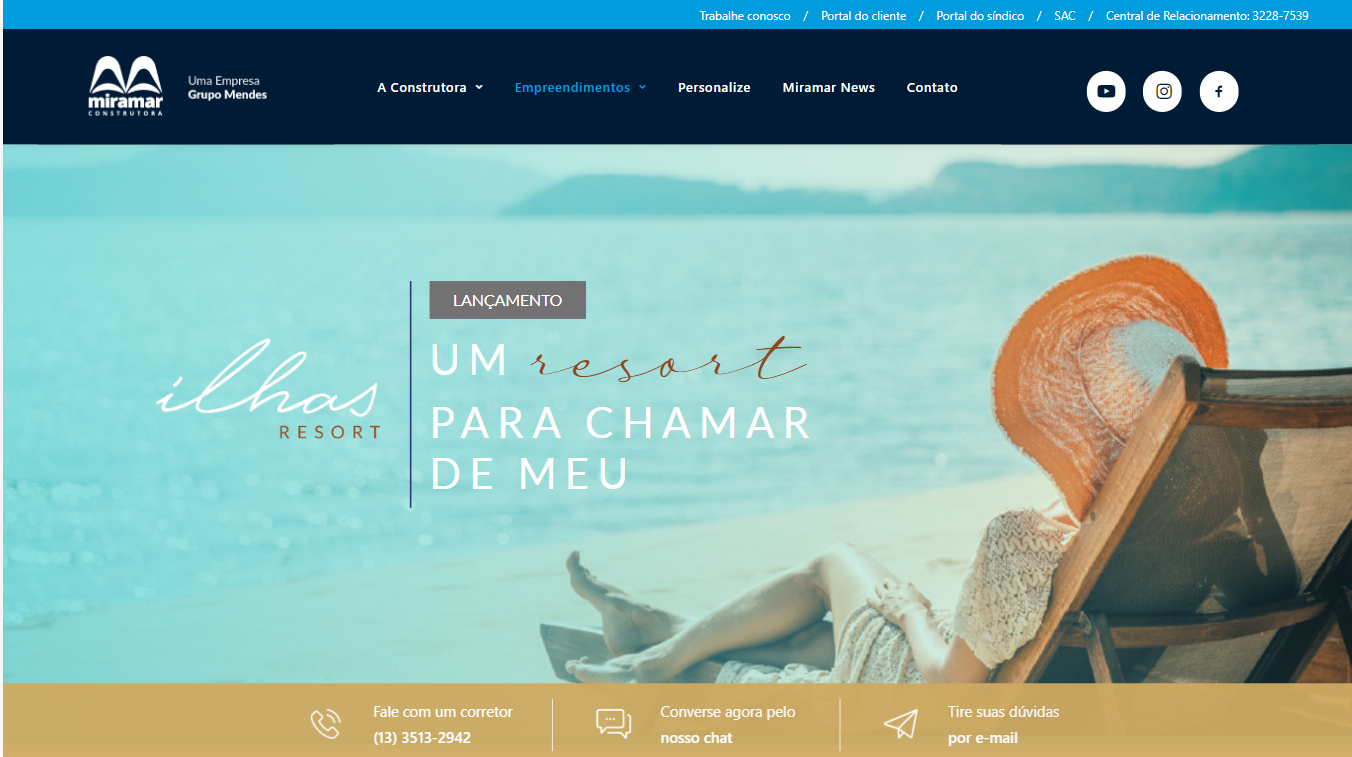 Trabalhe conosco / Portal do cliente / Portal do síndico / SAC / Central de Relacionamento: 3228-7539
miramar
CONSTRUTORA
Uma Empresa
Grupo Mendes
A Construtora Empreendimentos Personalize Miramar News Contato
ilhas
RESORT
LANÇAMENTO
UM resort
PARA CHAMAR
DE MEU
Fale com um corretor
(13) 3513-2942
Converse agora pelo
nosso chat
Tire suas dúvidas
por e-mail